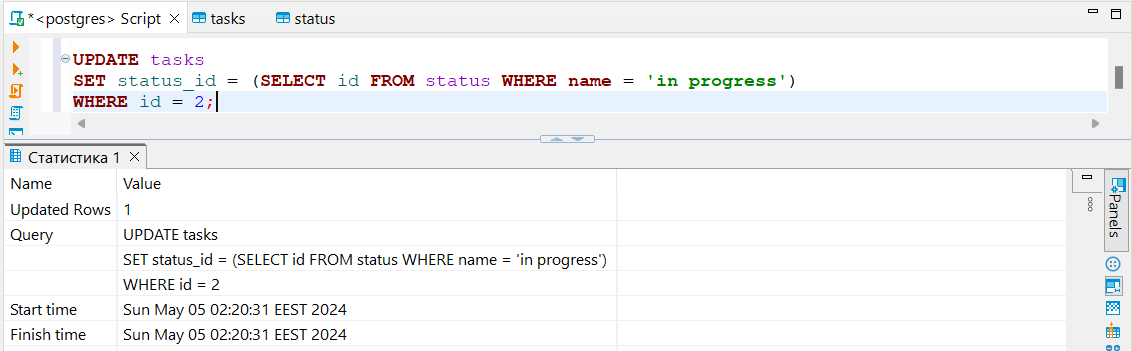 *<postgres> Script
tasks
status
UPDATE tasks
SET status_id = (SELECT id FROM status WHERE name = 'in progress')
WHERE id = 2;
Статистика 1
Name Value
Updated Rows 1
Query UPDATE tasks
SET status_id = (SELECT id FROM status WHERE name = 'in progress')
WHERE id = 2
Start time Sun May 05 02:20:31 EEST 2024
Finish time Sun May 05 02:20:31 EEST 2024
Panels